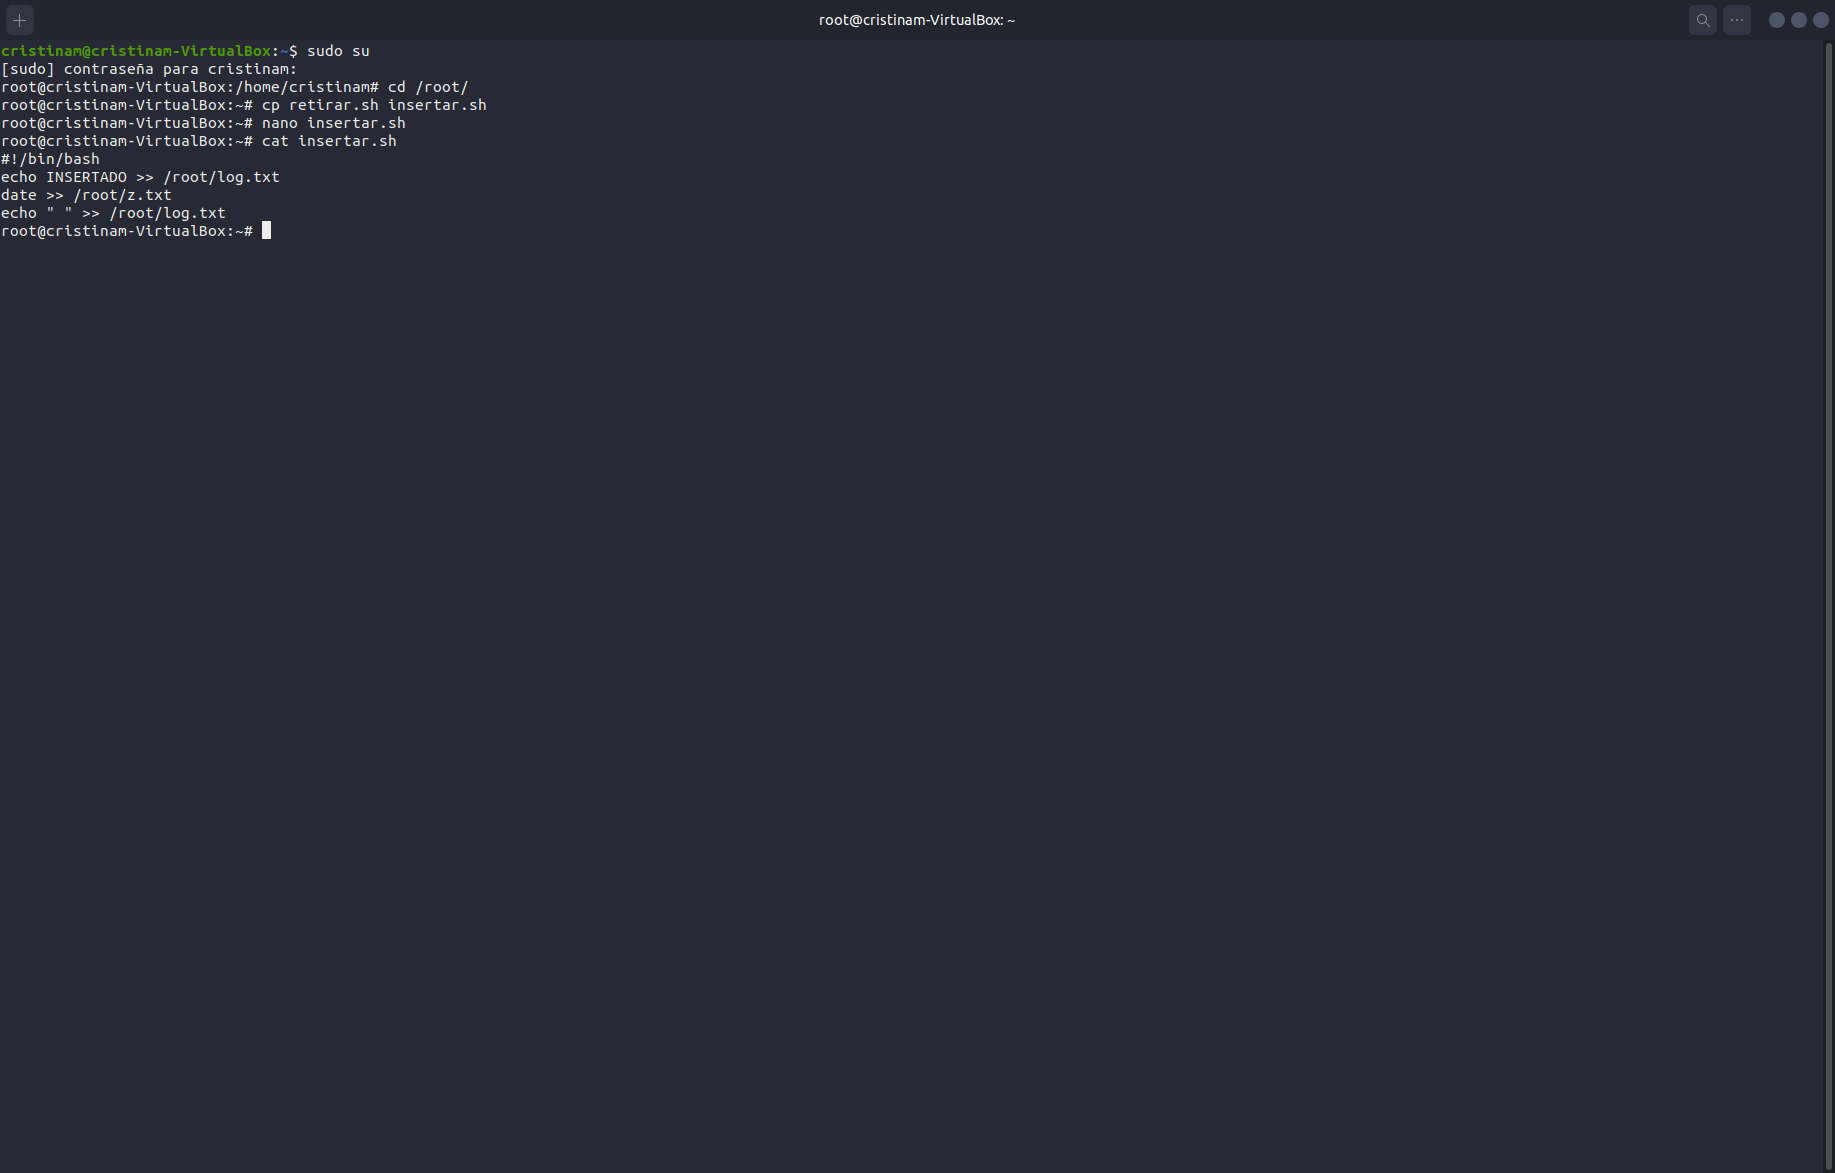 root@cristinam-VirtualBox: ~
cristinam@cristinam-VirtualBox:~$ sudo su
[sudo] contraseña para cristinam:
root@cristinam-VirtualBox:/home/cristinam# cd /root/
root@cristinam-VirtualBox:~# cp retirar.sh insertar.sh
root@cristinam-VirtualBox:~# nano insertar.sh
root@cristinam-VirtualBox:~# cat insertar.sh
#!/bin/bash
echo INSERTADO >> /root/log.txt
date >> /root/z.txt
echo " " >> /root/log.txt
root@cristinam-VirtualBox:~#